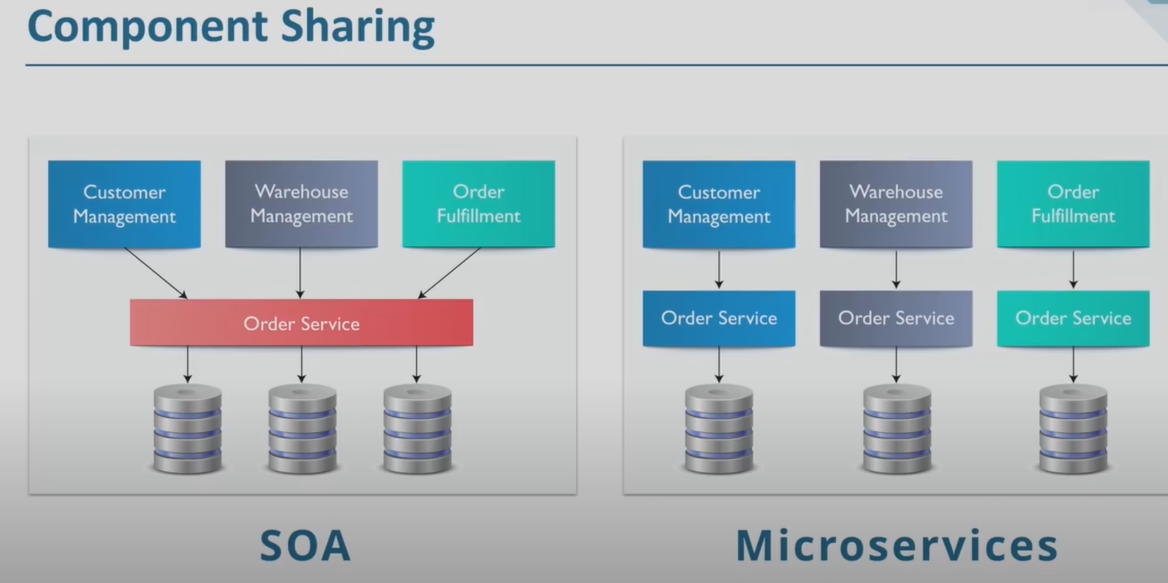 Component Sharing
Customer
Management
Warehouse
Management
Order
Fulfillment
Order Service
SOA
Customer
Management
Warehouse
Management
Order
Fulfillment
Order Service
Order Service
Order Service
Microservices